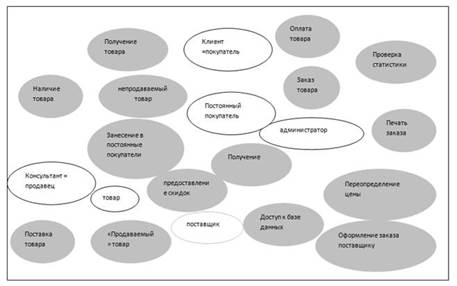 Получение
товара
Клиент
=покупатель
Оплата
товара
Проверка
статистики
Наличие
товара
непродаваемый
товар
Заказ
товара
Постоянный
покупатель
администратор
Печать
заказа
Занесение в
постоянные
покупатели
Получение
Консультант =
продавец
товар
предоставлени
е скидок
Переопределение
цены
Поставка
товара
«Продаваемый
» товар
поставщик
Доступ к базе
данных
Оформление заказа
поставщику